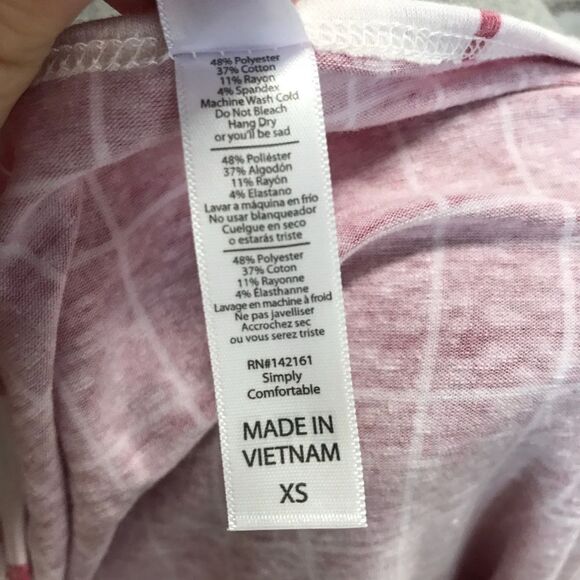 48% Polyester
37% Cotton
11% Rayon
4% Spandex
Machine Wash Cold
Do Not Bleach
Hang Dry
or you'll be sad
48% Poliéster
37% Algodón
11% Rayón
4% Elastano
Lavar a máquina en frío
No usar blanqueador
Cuelgue en seco
o estarás triste
48% Polyester
37% Coton
11% Rayonne
4% Élasthanne
Lavage en machine à froid
Ne pas javelliser
Accrochez sec
ou vous serez triste
RN#142161
Simply
Comfortable
MADE IN
VIETNAM
XS